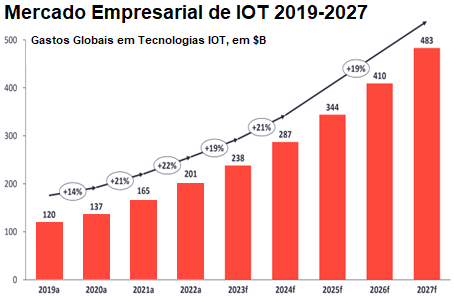 Mercado Empresarial de IOT 2019-2027
Gastos Globais em Tecnologias IOT, em $B
500
400
300
200
100
0
+14%
+21%
+22%
+19%
+21%
+19%
120
137
165
201
238
287
344
410
483
2019a
2020a
2021a
2022a
2023f
2024f
2025f
2026f
2027f